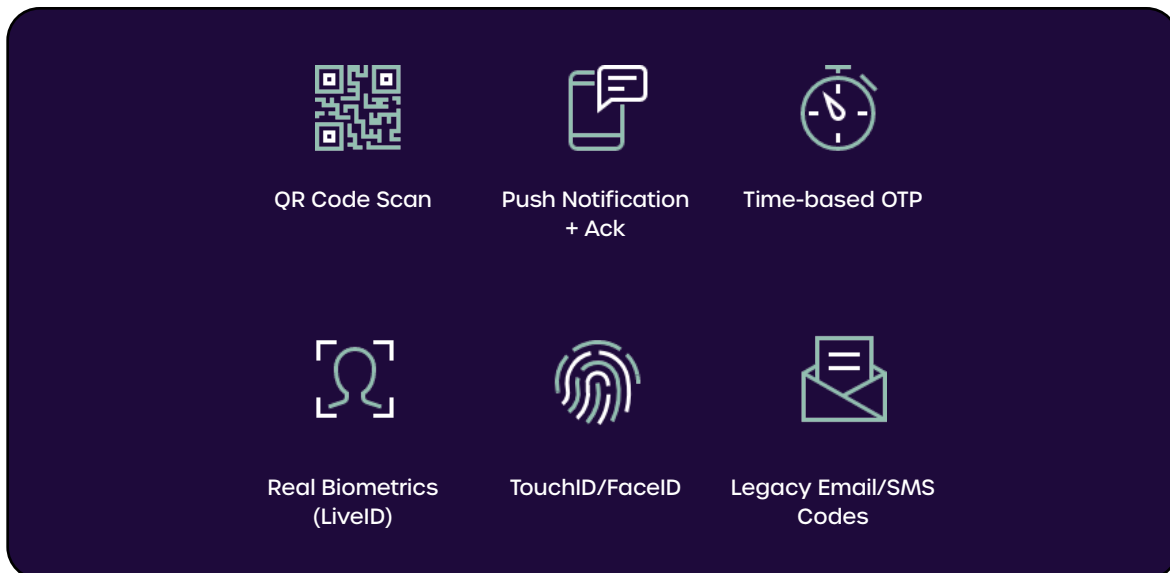 QR Code Scan
Push Notification
+ Ack
Time-based OTP
Real Biometrics
(LiveID)
TouchID/FaceID
Legacy Email/SMS
Codes